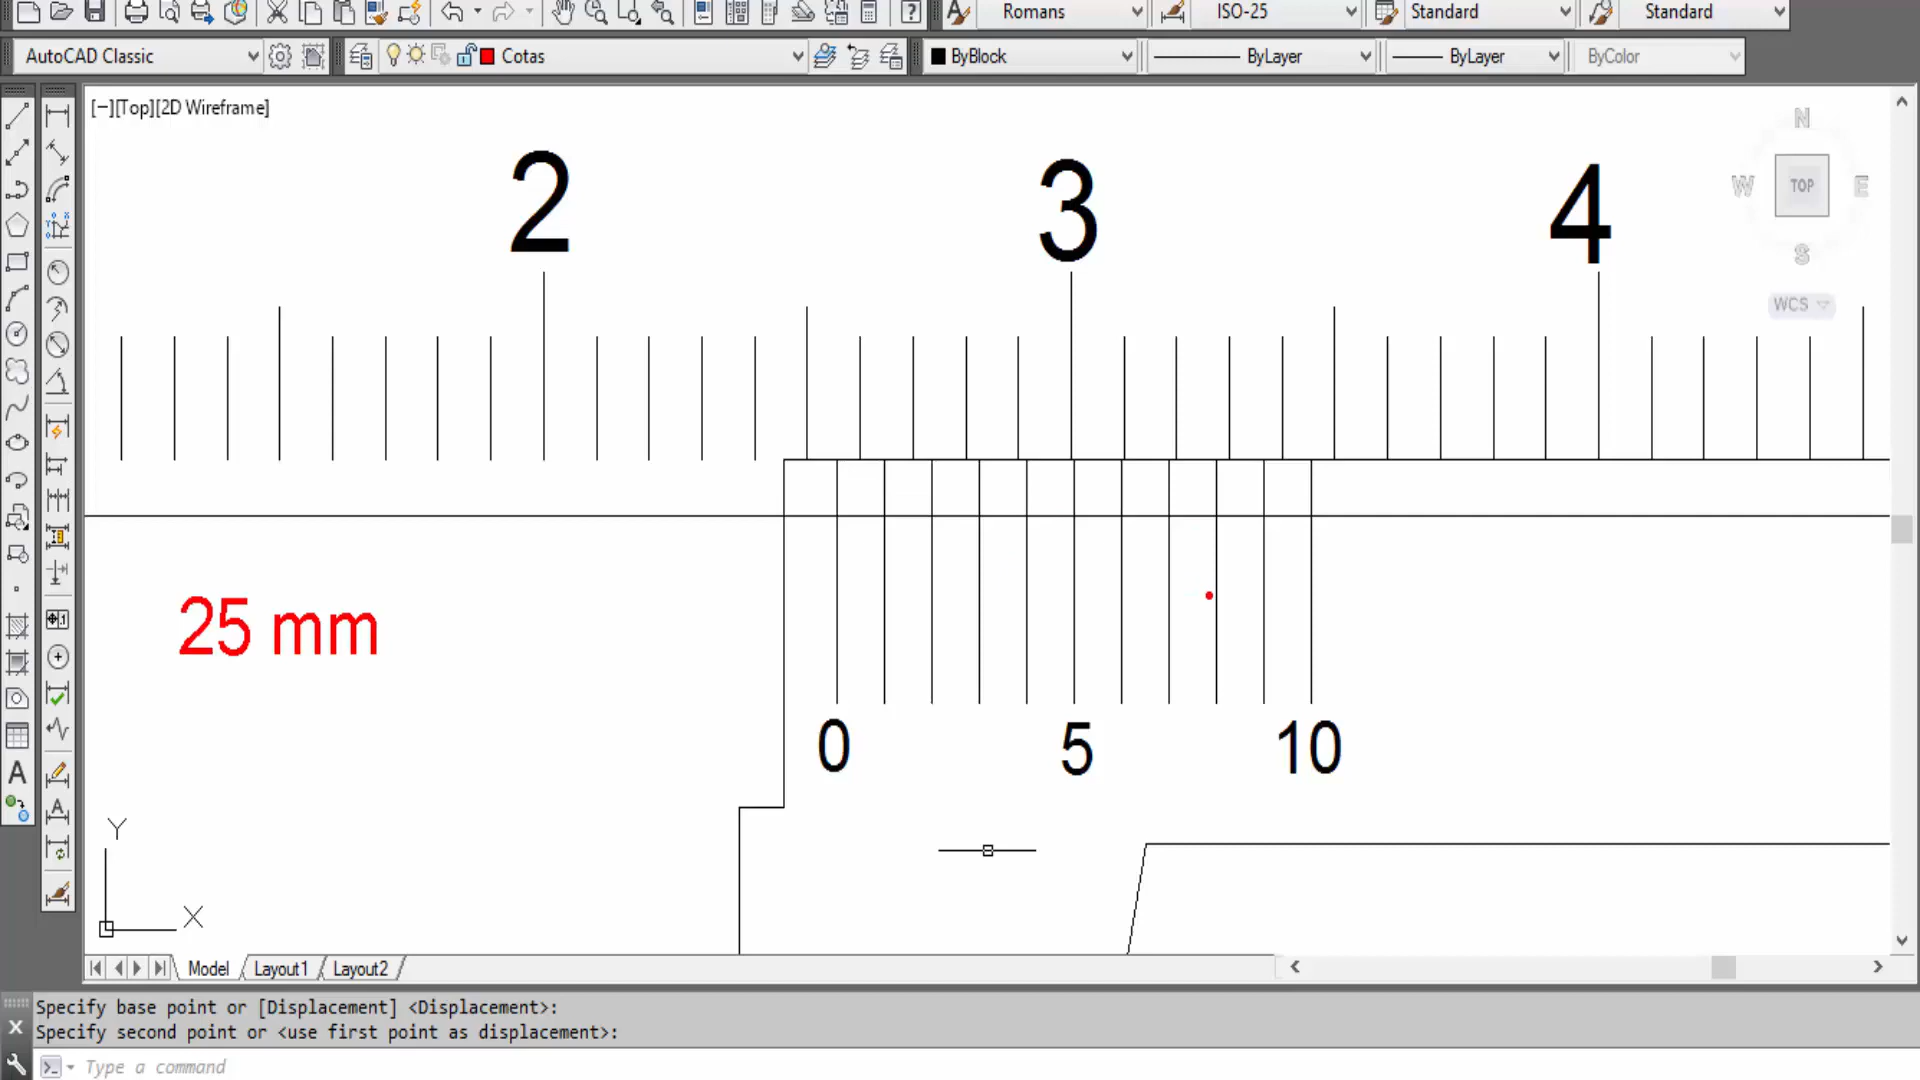 Romans
ISO-25
Standard
Standard
AutoCAD Classic
Cotas
ByBlock
ByLayer
ByLayer
ByColor
[−][Top][2D Wireframe]
2
3
4
N
W
TOP
E
S
WCS
25 mm
0
5
10
Y
X
Model
Layout1
Layout2
Specify base point or [Displacement] <Displacement>:
Specify second point or <use first point as displacement>:
Type a command